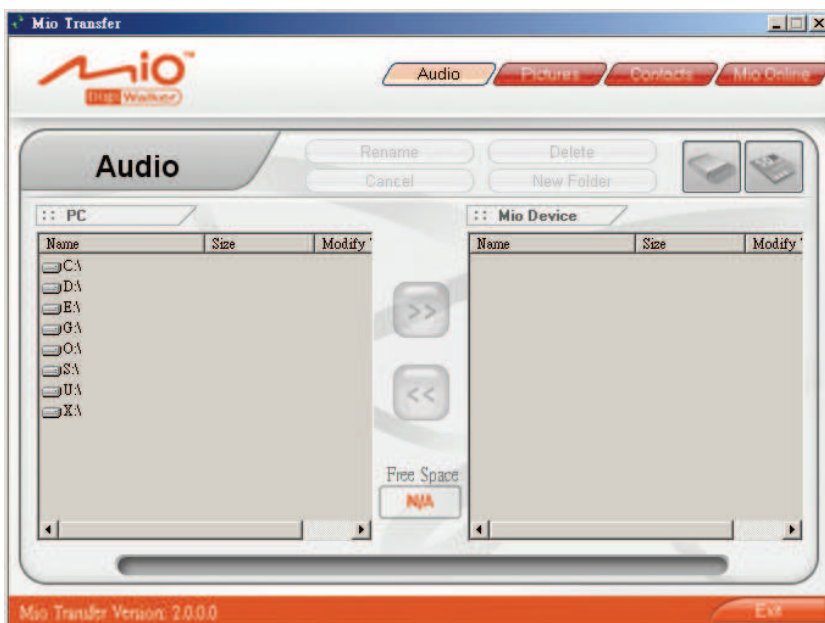 Mio Transfer
Mio™
DigiWalker
Audio
Pictures
Contacts
Mio Online
Audio
Rename
Delete
Cancel
New Folder
:: PC
:: Mio Device
Name Size Modify
Name Size Modify
C:\
D:\
E:\
G:\
O:\
S:\
U:\
X:\
>>
<<
Free Space
N/A
Mio Transfer Version: 2.0.0.0
Exit